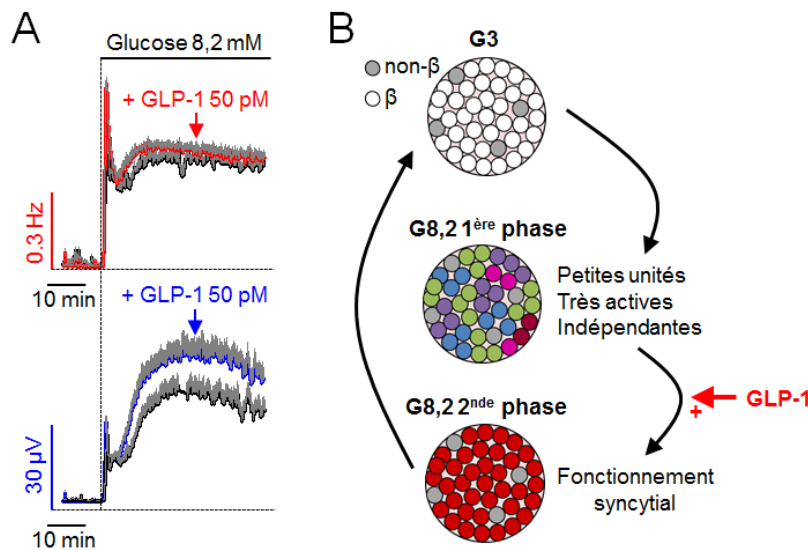 A
Glucose 8,2 mM
+ GLP-1 50 pM
0.3 Hz
10 min
+ GLP-1 50 pM
30 µV
10 min
B
G3
non-β
β
G8,2 1ère phase
Petites unités
Très actives
Indépendantes
GLP-1
+
G8,2 2nde phase
Fonctionnement
syncytial